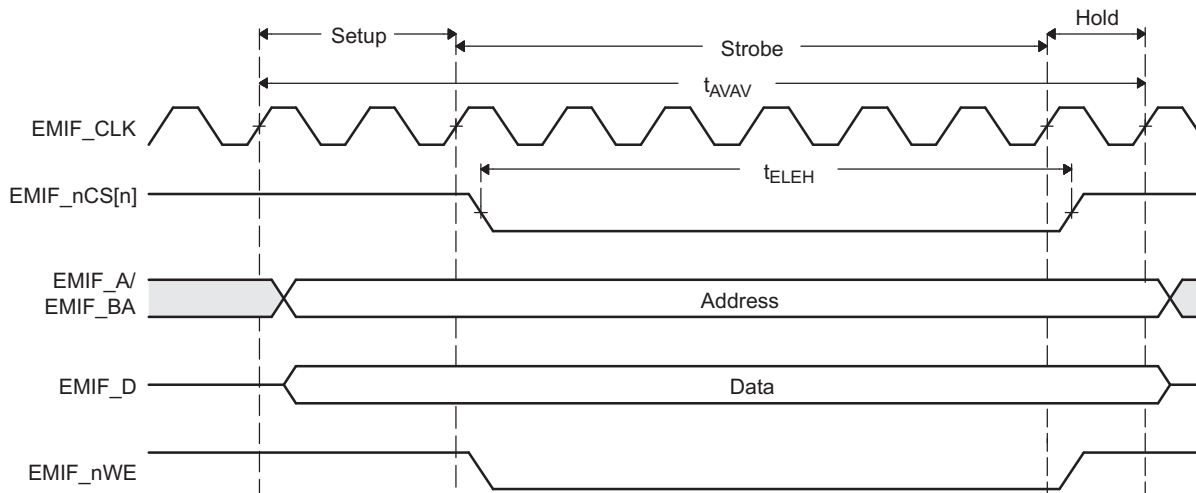 Setup
Strobe
Hold
tAVAV
EMIF_CLK
tELEH
EMIF_nCS[n]
EMIF_A/
EMIF_BA
Address
EMIF_D
Data
EMIF_nWE